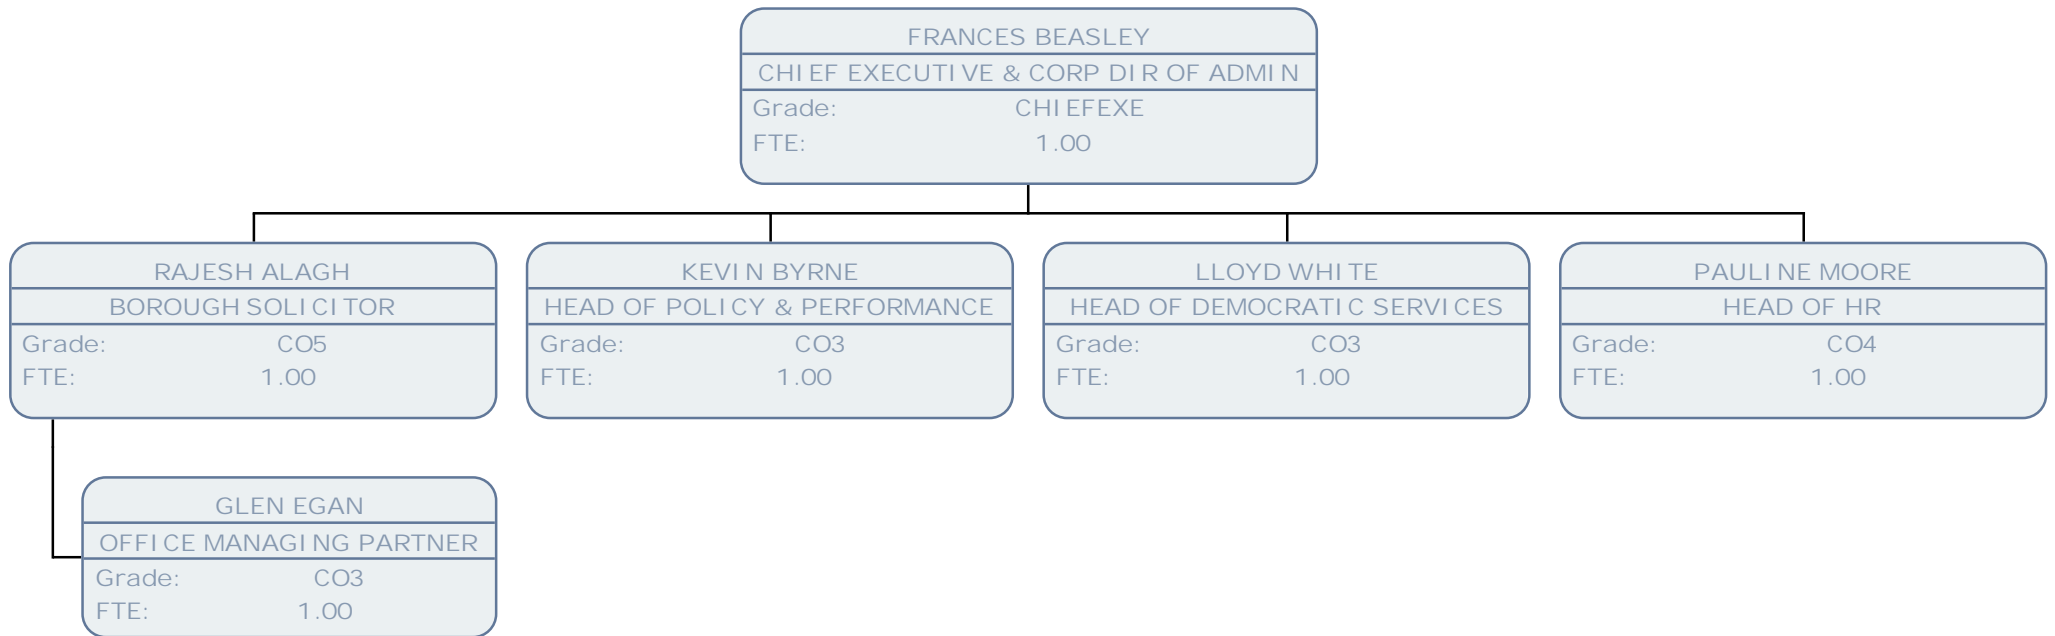 FRANCES BEASLEY
CHIEF EXECUTIVE & CORP DIR OF ADMIN
Grade: CHIEFEXE
FTE: 1.00
RAJESH ALAGH
BOROUGH SOLICITOR
Grade: CO5
FTE: 1.00
KEVIN BYRNE
HEAD OF POLICY & PERFORMANCE
Grade: CO3
FTE: 1.00
LLOYD WHITE
HEAD OF DEMOCRATIC SERVICES
Grade: CO3
FTE: 1.00
PAULINE MOORE
HEAD OF HR
Grade: CO4
FTE: 1.00
GLEN EGAN
OFFICE MANAGING PARTNER
Grade: CO3
FTE: 1.00